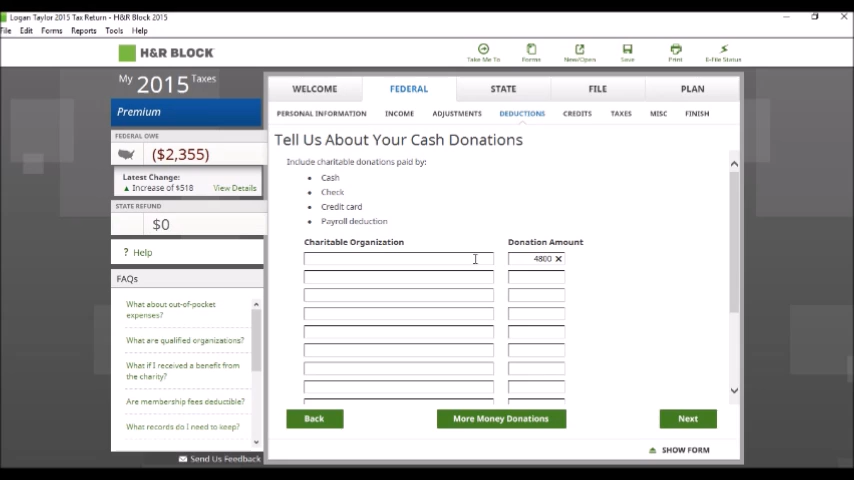 Logan Taylor 2015 Tax Return - H&R Block 2015
File Edit Forms Reports Tools Help
H&R BLOCK
Take Me To Forms New/Open Save Print E-File Status
My 2015 Taxes
Premium
FEDERAL OWE
($2,355)
Latest Change:
▲ Increase of $518 View Details
STATE REFUND
$0
? Help
FAQs
What about out-of-pocket
expenses?
What are qualified organizations?
What if I received a benefit from
the charity?
Are membership fees deductible?
What records do I need to keep?
Send Us Feedback
WELCOME FEDERAL STATE FILE PLAN
PERSONAL INFORMATION INCOME ADJUSTMENTS DEDUCTIONS CREDITS TAXES MISC FINISH
Tell Us About Your Cash Donations
Include charitable donations paid by:
• Cash
• Check
• Credit card
• Payroll deduction
Charitable Organization Donation Amount
4800
Back More Money Donations Next
SHOW FORM